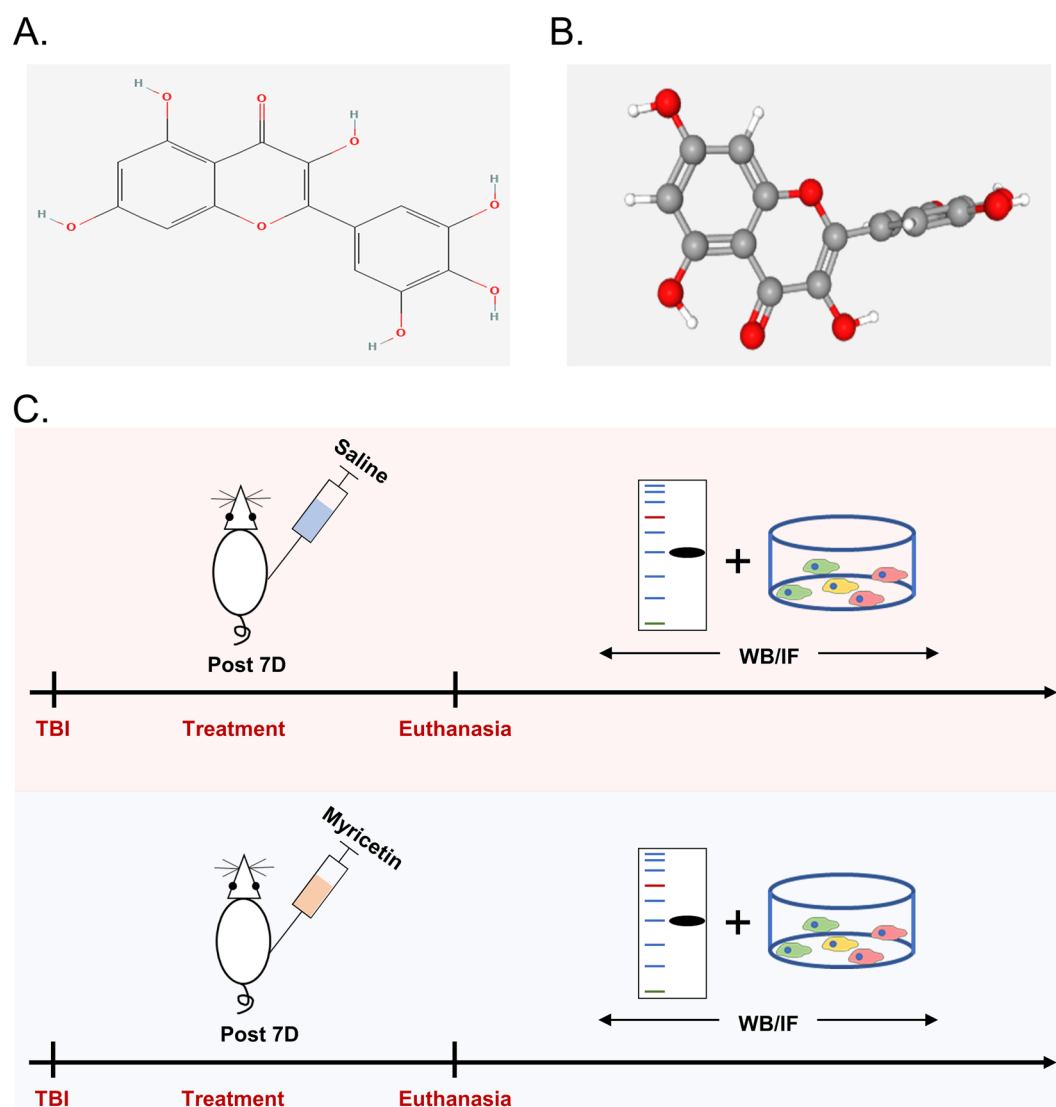 A.
B.
H
O
O
H
O
H
O
H
O
O
O
H
O
H
C.
Saline
Post 7D
WB/IF
TBI
Treatment
Euthanasia
Myricetin
Post 7D
WB/IF
TBI
Treatment
Euthanasia